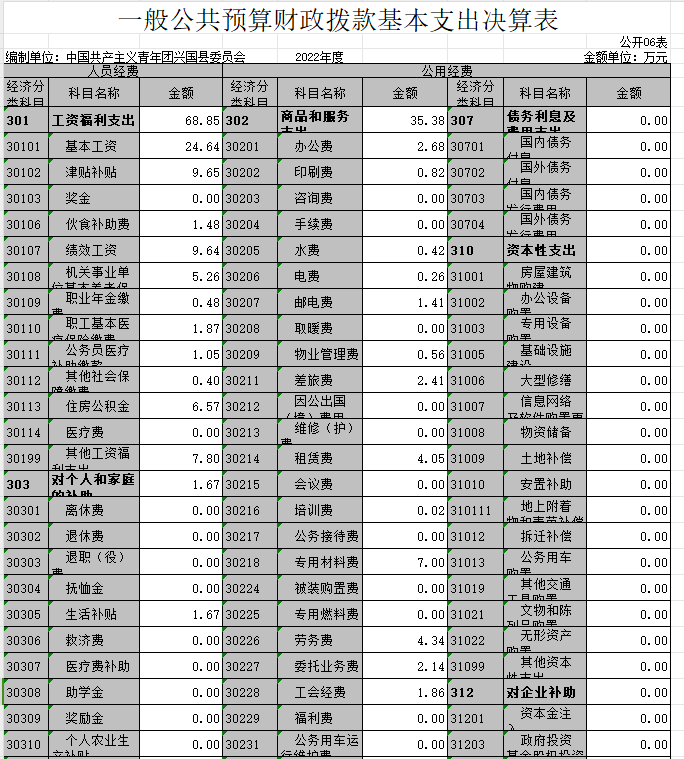 一般公共预算财政拨款基本支出决算表
公开06表
编制单位：中国共产主义青年团兴国县委员会 2022年度 金额单位：万元
人员经费 公用经费
经济分类科目 科目名称 金额 经济分类科目 科目名称 金额 经济分类科目 科目名称 金额
301 工资福利支出 68.85 302 商品和服务支出 35.38 307 债务利息及费用支出 0.00
30101 基本工资 24.64 30201 办公费 2.68 30701 国内债务付息 0.00
30102 津贴补贴 9.65 30202 印刷费 0.82 30702 国外债务付息 0.00
30103 奖金 0.00 30203 咨询费 0.00 30703 国内债务发行费用 0.00
30106 伙食补助费 1.48 30204 手续费 0.00 30704 国外债务发行费用 0.00
30107 绩效工资 9.64 30205 水费 0.42 310 资本性支出 0.00
30108 机关事业单位基本养老保 5.26 30206 电费 0.26 31001 房屋建筑物购建 0.00
30109 职业年金缴费 0.48 30207 邮电费 1.41 31002 办公设备购置 0.00
30110 职工基本医疗保险缴费 1.87 30208 取暖费 0.00 31003 专用设备购置 0.00
30111 公务员医疗补助缴款 1.05 30209 物业管理费 0.56 31005 基础设施建设 0.00
30112 其他社会保障缴费 0.40 30211 差旅费 2.41 31006 大型修缮 0.00
30113 住房公积金 6.57 30212 因公出国（境）费用 0.00 31007 信息网络及软件购置更 0.00
30114 医疗费 0.00 30213 维修（护）费 0.00 31008 物资储备 0.00
30199 其他工资福利支出 7.80 30214 租赁费 4.05 31009 土地补偿 0.00
303 对个人和家庭的补助 1.67 30215 会议费 0.00 31010 安置补助 0.00
30301 离休费 0.00 30216 培训费 0.02 310111 地上附着物和青苗补偿 0.00
30302 退休费 0.00 30217 公务接待费 0.00 31012 拆迁补偿 0.00
30303 退职（役）费 0.00 30218 专用材料费 7.00 31013 公务用车购置 0.00
30304 抚恤金 0.00 30224 被装购置费 0.00 31019 其他交通工具购置 0.00
30305 生活补贴 1.67 30225 专用燃料费 0.00 31021 文物和陈列品购置 0.00
30306 救济费 0.00 30226 劳务费 4.34 31022 无形资产购置 0.00
30307 医疗费补助 0.00 30227 委托业务费 2.14 31099 其他资本性支出 0.00
30308 助学金 0.00 30228 工会经费 1.86 312 对企业补助 0.00
30309 奖励金 0.00 30229 福利费 0.00 31201 资本金注入 0.00
30310 个人农业生产补贴 0.00 30231 公务用车运行维护费 0.00 31203 政府投资基金股权投资 0.00